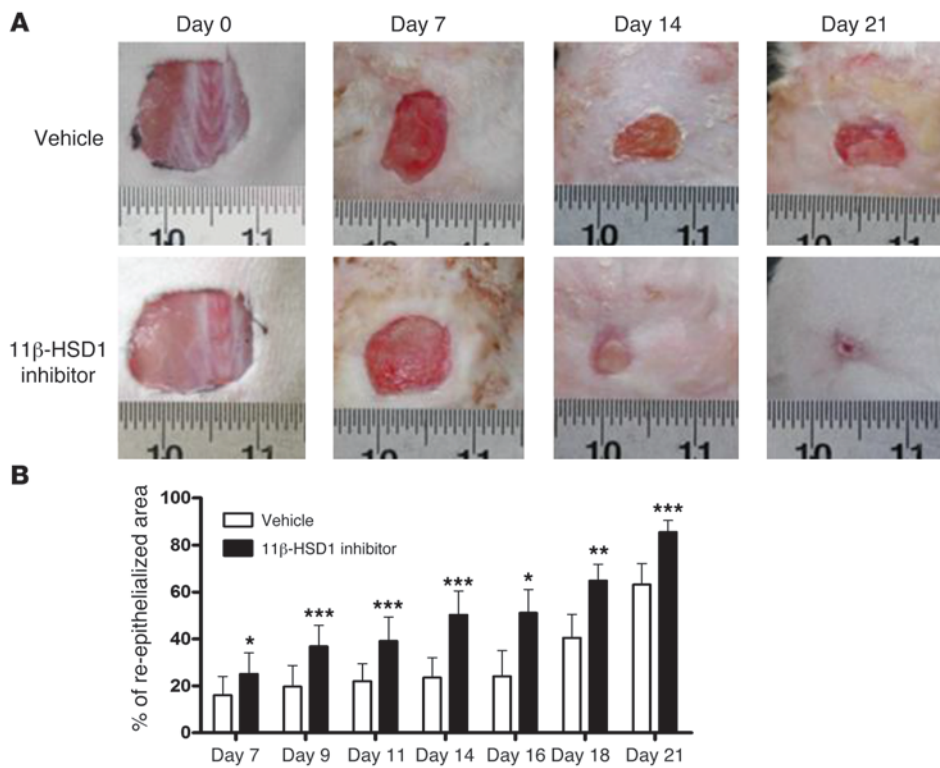 A
Day 0 Day 7 Day 14 Day 21
Vehicle
10 11
10 11
10 11
10 11
11β-HSD1
inhibitor
10 11
10 11
10 11
10 11
B
% of re-epithelialized area
100
80
60
40
20
0
Vehicle
11β-HSD1 inhibitor
* *** *** *** * ** ***
Day 7 Day 9 Day 11 Day 14 Day 16 Day 18 Day 21